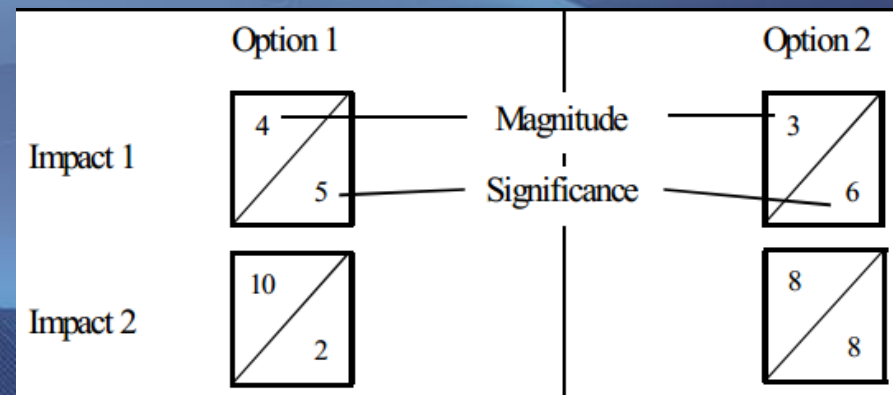 Option 1 Option 2
4 Magnitude 3
Impact 1
5 Significance 6
10 8
Impact 2
2 8